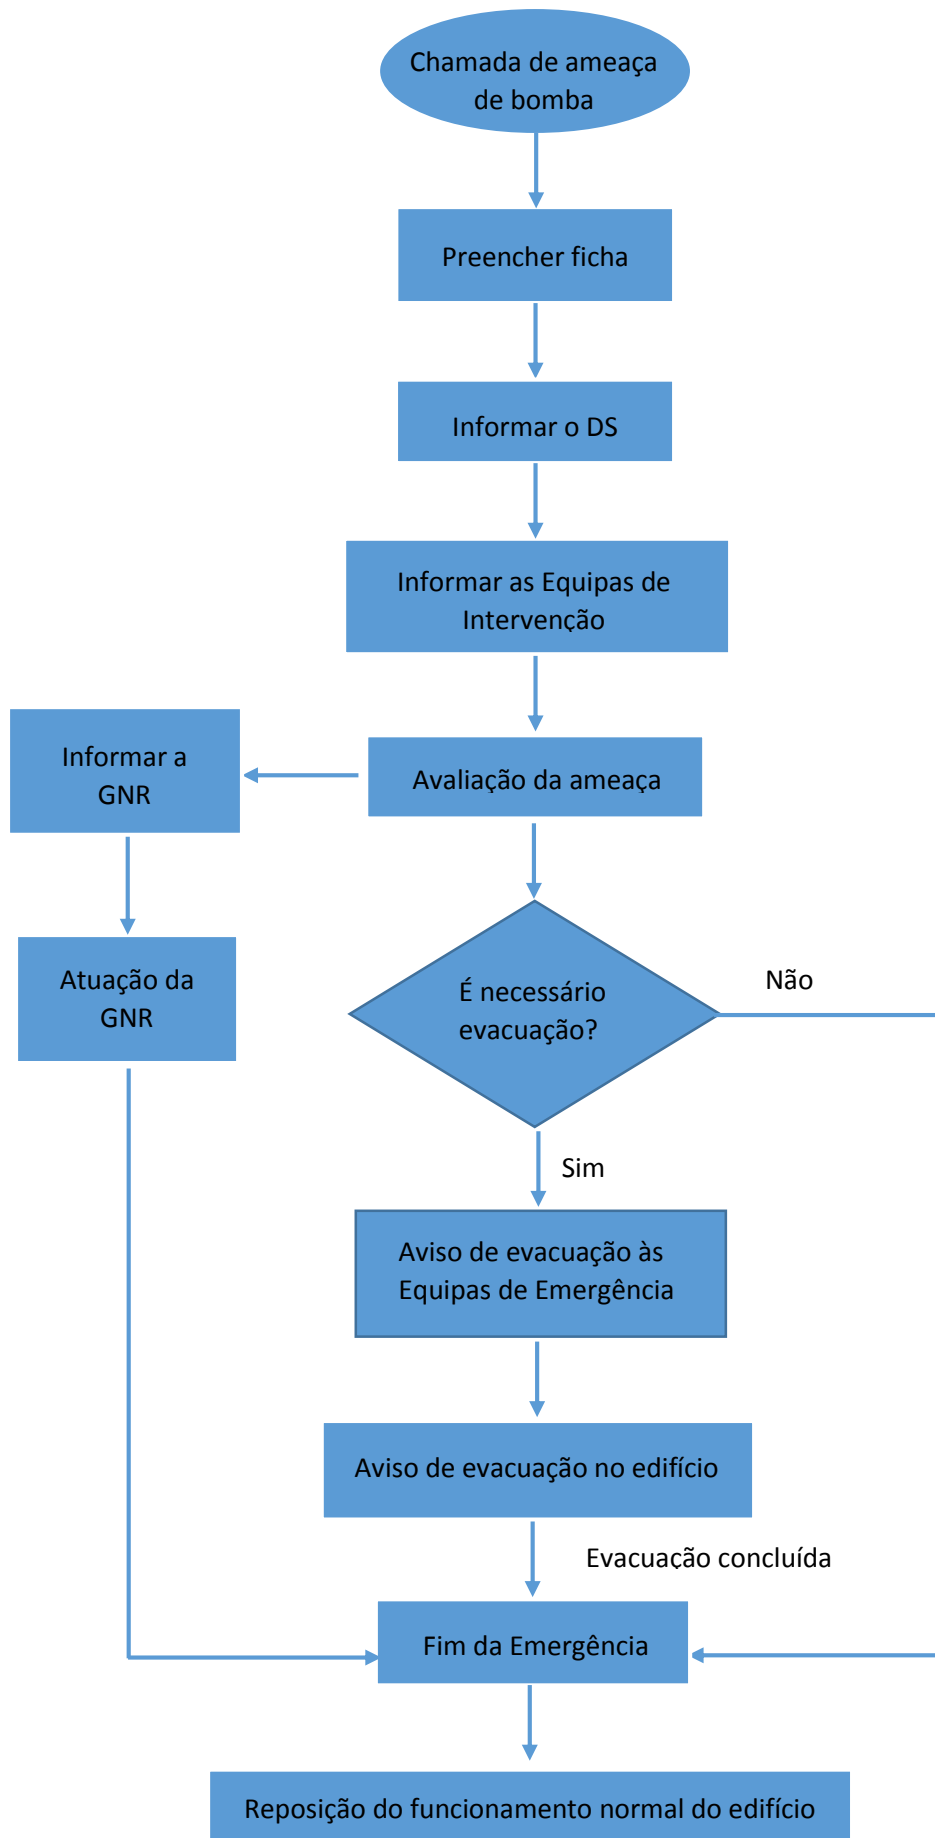 Chamada de ameaça
de bomba
Preencher ficha
Informar o DS
Informar as Equipas de
Intervenção
Informar a
GNR
Avaliação da ameaça
Atuação da
GNR
É necessário
evacuação?
Não
Sim
Aviso de evacuação às
Equipas de Emergência
Aviso de evacuação no edifício
Evacuação concluída
Fim da Emergência
Reposição do funcionamento normal do edifício